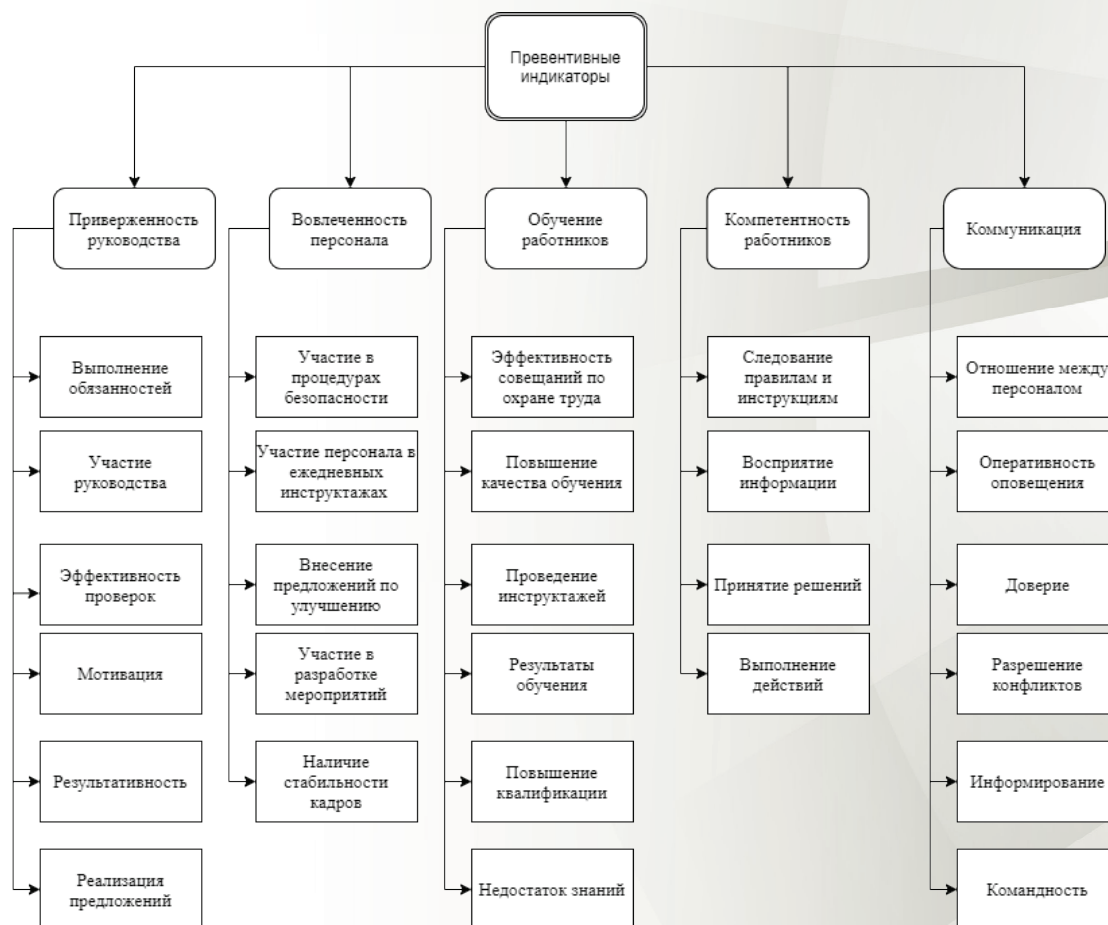 Превентивные
индикаторы
Приверженность
руководства
Вовлеченность
персонала
Обучение
работников
Компетентность
работников
Коммуникация
Выполнение
обязанностей
Участие
руководства
Эффективность
проверок
Мотивация
Результативность
Реализация
предложений
Участие в
процедурах
безопасности
Участие персонала в
ежедневных
инструктажах
Внесение
предложений по
улучшению
Участие в
разработке
мероприятий
Наличие
стабильности
кадров
Эффективность
совещаний по
охране труда
Повышение
качества обучения
Проведение
инструктажей
Результаты
обучения
Повышение
квалификации
Недостаток знаний
Следование
правилам и
инструкциям
Восприятие
информации
Принятие решений
Выполнение
действий
Отношение между
персоналом
Оперативность
оповещения
Доверие
Разрешение
конфликтов
Информирование
Командность